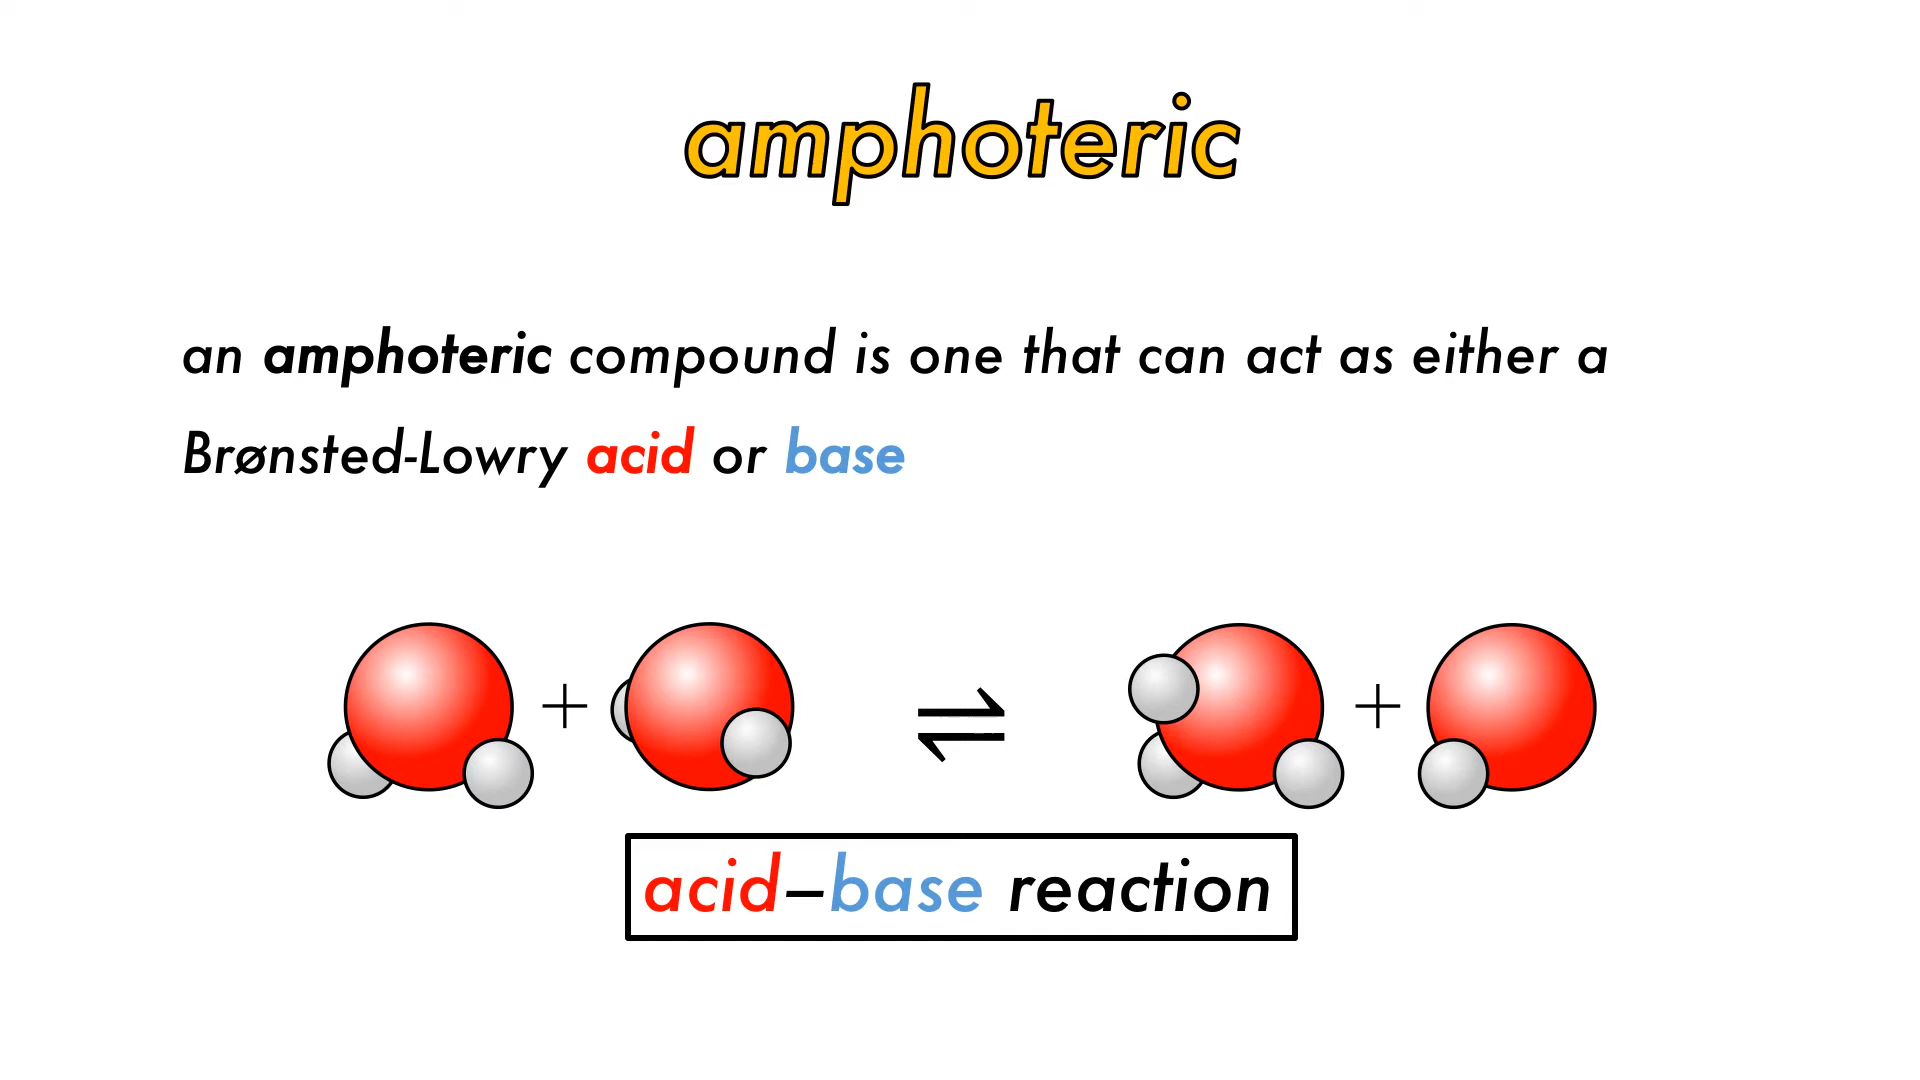 amphoteric
an amphoteric compound is one that can act as either a
Brønsted-Lowry acid or base
+ ⇌ +
acid–base reaction